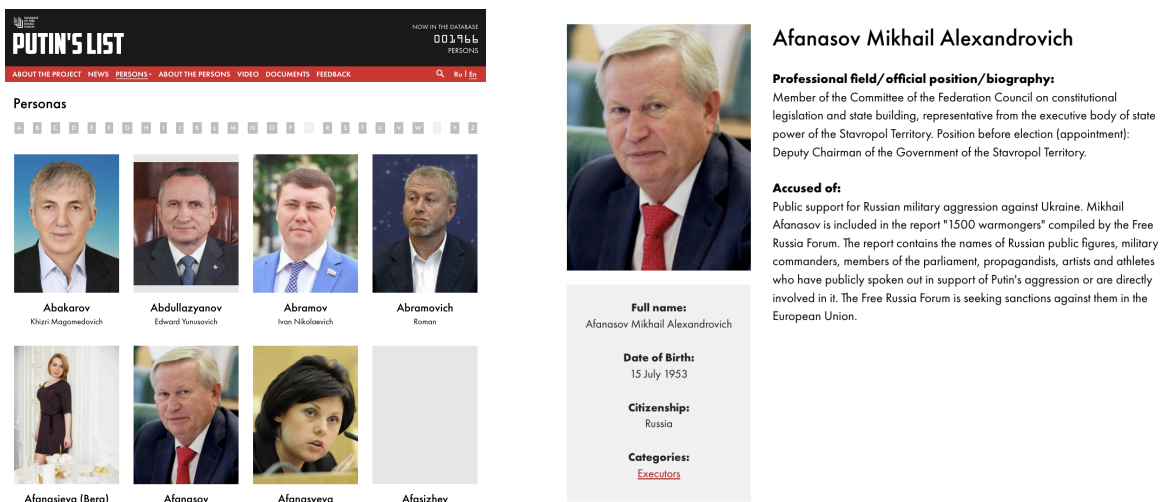 DATABASE
OF FREE
RUSSIA
FORUM
PUTIN'S LIST
NOW IN THE DATABASE
001966
PERSONS
ABOUT THE PROJECT NEWS PERSONS ABOUT THE PERSONS VIDEO DOCUMENTS FEEDBACK Ru | En
Personas
A B C D E F G H I J K L M N O P R S T U V W Y Z
Abakarov
Khizri Magomedovich
Abdullazyanov
Edward Yunusovich
Abramov
Ivan Nikolaevich
Abramovich
Roman
Afanasieva (Berg)
Afanasov
Afanasyeva
Afasizhev
Afanasov Mikhail Alexandrovich
Professional field/official position/biography:
Member of the Committee of the Federation Council on constitutional
legislation and state building, representative from the executive body of state
power of the Stavropol Territory. Position before election (appointment):
Deputy Chairman of the Government of the Stavropol Territory.
Accused of:
Public support for Russian military aggression against Ukraine. Mikhail
Afanasov is included in the report "1500 warmongers" compiled by the Free
Russia Forum. The report contains the names of Russian public figures, military
commanders, members of the parliament, propagandists, artists and athletes
who have publicly spoken out in support of Putin's aggression or are directly
involved in it. The Free Russia Forum is seeking sanctions against them in the
European Union.
Full name:
Afanasov Mikhail Alexandrovich
Date of Birth:
15 July 1953
Citizenship:
Russia
Categories:
Executors